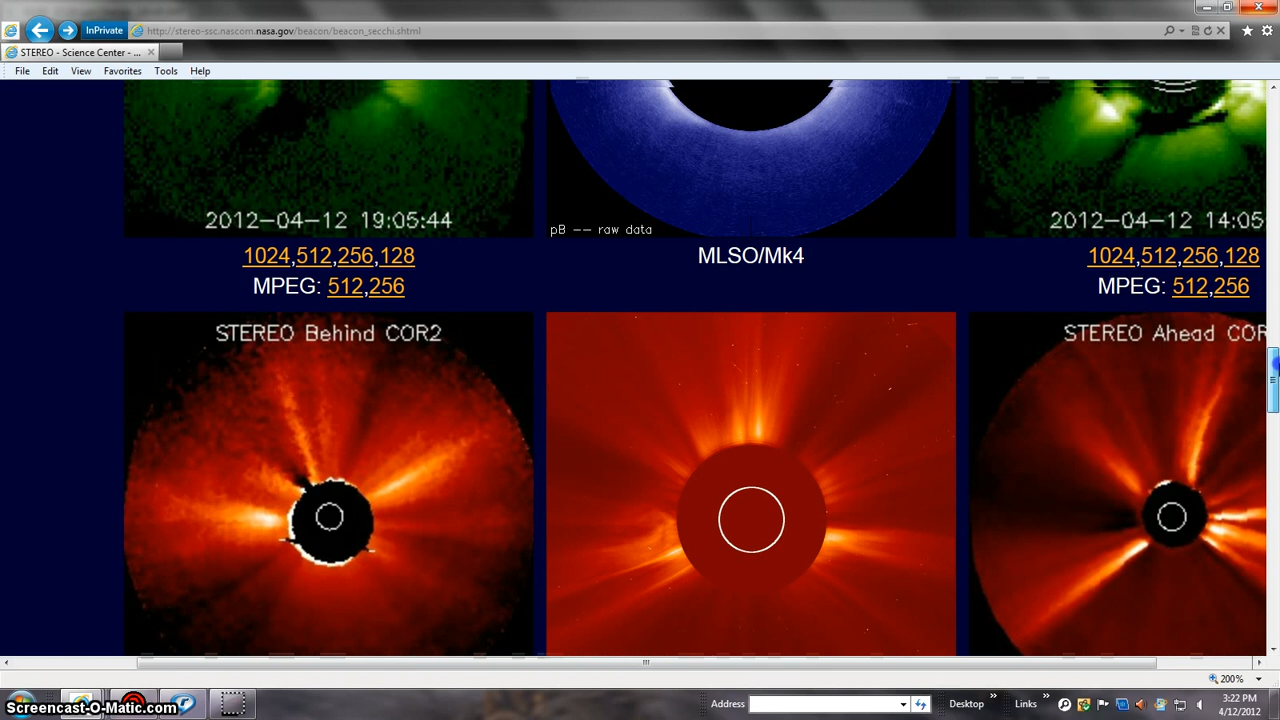 InPrivate
http://stereo-ssc.nascom.nasa.gov/beacon/beacon_secchi.shtml
STEREO - Science Center - ...
File Edit View Favorites Tools Help
2012-04-12 19:05:44
pB -- raw data
2012-04-12 14:05
1024,512,256,128
MLSO/Mk4
1024,512,256,128
MPEG: 512,256
MPEG: 512,256
STEREO Behind COR2
STEREO Ahead COR
200%
Address
Desktop
Links
3:22 PM
4/12/2012
Screencast-O-Matic.com